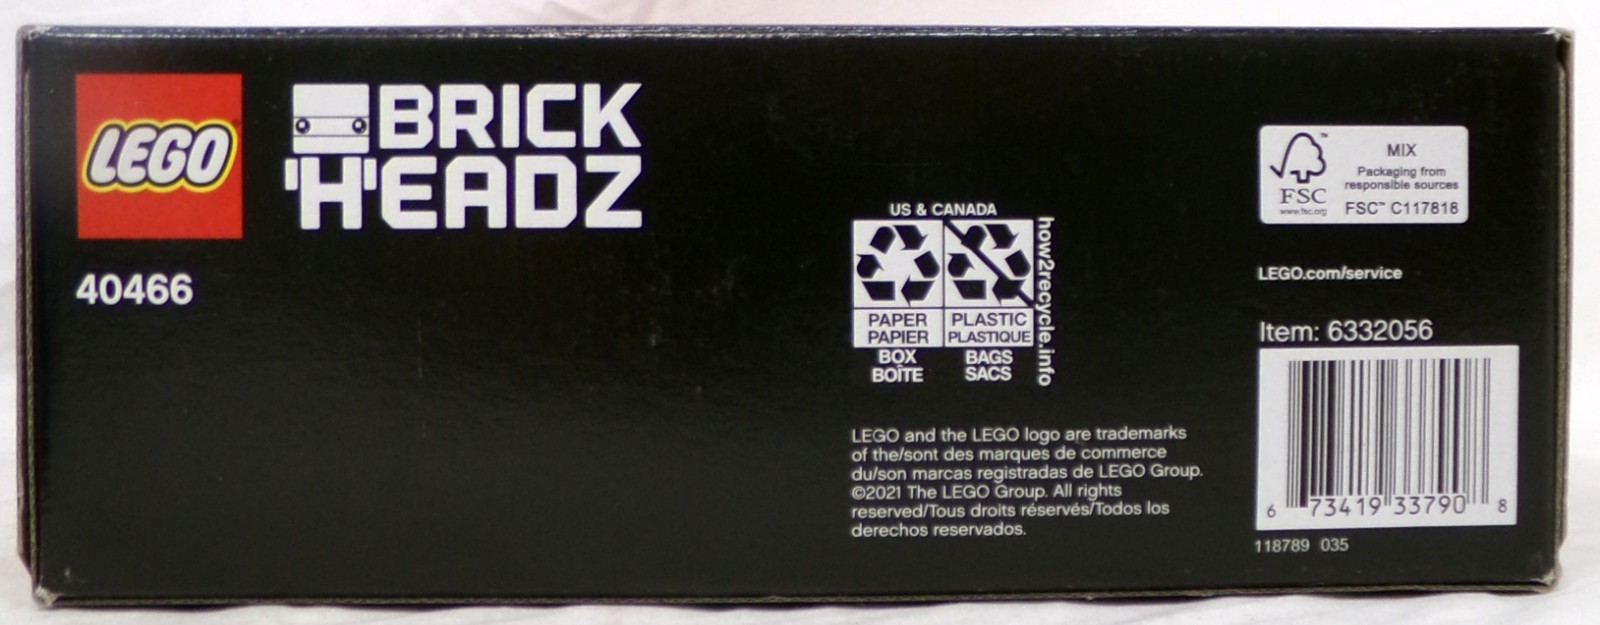 LEGO
BRICK
HEADZ
40466
US & CANADA
PAPER
PAPIER
BOX
BOÎTE
PLASTIC
PLASTIQUE
BAGS
SACS
how2recycle.info
LEGO and the LEGO logo are trademarks
of the/sont des marques de commerce
du/son marcas registradas de LEGO Group.
©2021 The LEGO Group. All rights
reserved/Tous droits réservés/Todos los
derechos reservados.
FSC
www.fsc.org
MIX
Packaging from
responsible sources
FSC™ C117818
LEGO.com/service
Item: 6332056
6 73419 33790 8
118789 035